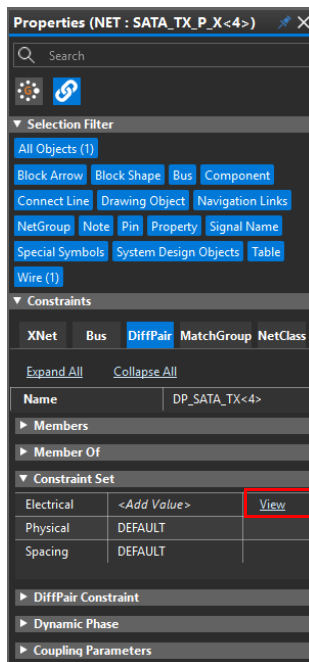 Properties (NET : SATA_TX_P_X<4>)
Search
G
Selection Filter
All Objects (1)
Block Arrow Block Shape Bus Component
Connect Line Drawing Object Navigation Links
NetGroup Note Pin Property Signal Name
Special Symbols System Design Objects Table
Wire (1)
Constraints
XNet Bus DiffPair MatchGroup NetClass
Expand All Collapse All
Name DP_SATA_TX<4>
Members
Member Of
Constraint Set
Electrical <Add Value> View
Physical DEFAULT
Spacing DEFAULT
DiffPair Constraint
Dynamic Phase
Coupling Parameters